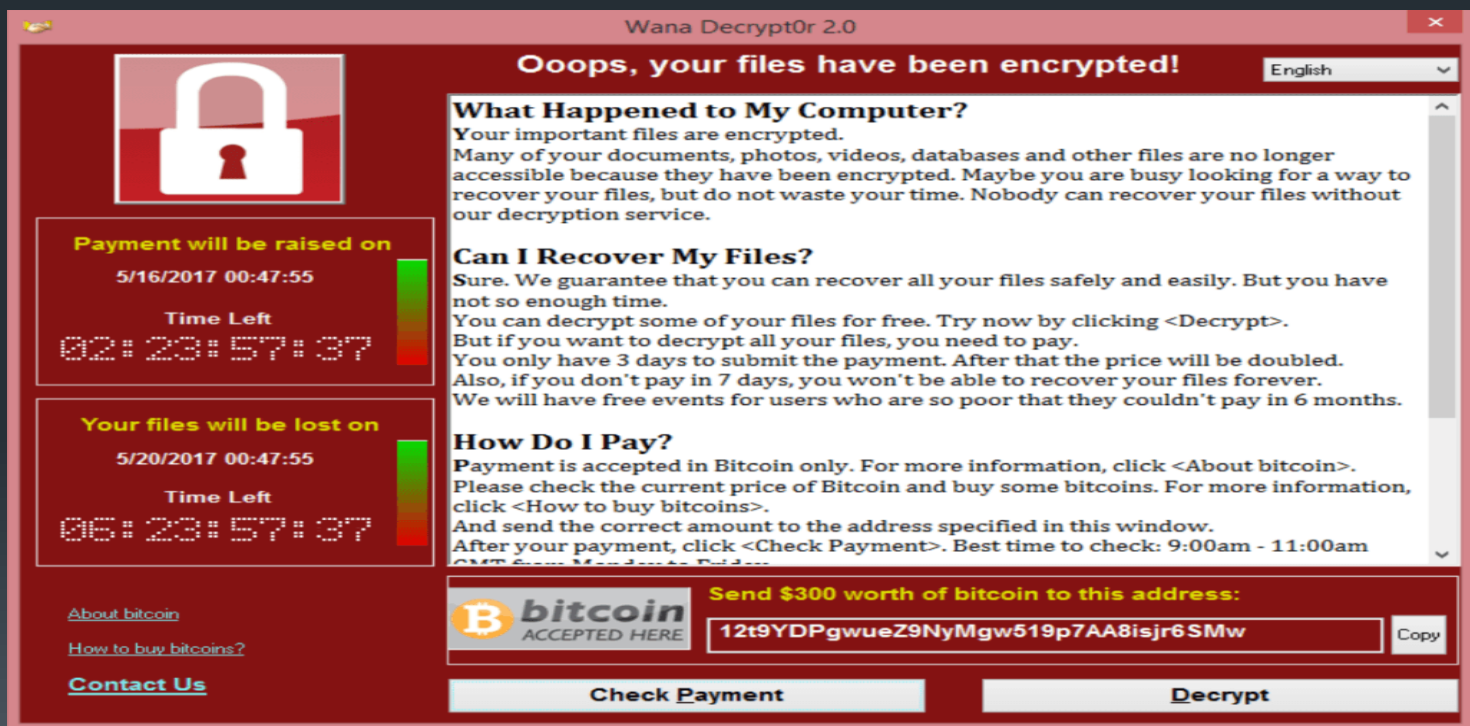 Wana Decrypt0r 2.0
Ooops, your files have been encrypted!
English
Payment will be raised on
5/16/2017 00:47:55
Time Left
02:23:57:37
Your files will be lost on
5/20/2017 00:47:55
Time Left
06:23:57:37
About bitcoin
How to buy bitcoins?
Contact Us
What Happened to My Computer?
Your important files are encrypted.
Many of your documents, photos, videos, databases and other files are no longer
accessible because they have been encrypted. Maybe you are busy looking for a way to
recover your files, but do not waste your time. Nobody can recover your files without
our decryption service.
Can I Recover My Files?
Sure. We guarantee that you can recover all your files safely and easily. But you have
not so enough time.
You can decrypt some of your files for free. Try now by clicking <Decrypt>.
But if you want to decrypt all your files, you need to pay.
You only have 3 days to submit the payment. After that the price will be doubled.
Also, if you don't pay in 7 days, you won't be able to recover your files forever.
We will have free events for users who are so poor that they couldn't pay in 6 months.
How Do I Pay?
Payment is accepted in Bitcoin only. For more information, click <About bitcoin>.
Please check the current price of Bitcoin and buy some bitcoins. For more information,
click <How to buy bitcoins>.
And send the correct amount to the address specified in this window.
After your payment, click <Check Payment>. Best time to check: 9:00am - 11:00am
GMT from Monday to Friday
bitcoin
ACCEPTED HERE
Send $300 worth of bitcoin to this address:
12t9YDPgwueZ9NyMgw519p7AA8isjr6SMw
Copy
Check Payment
Decrypt